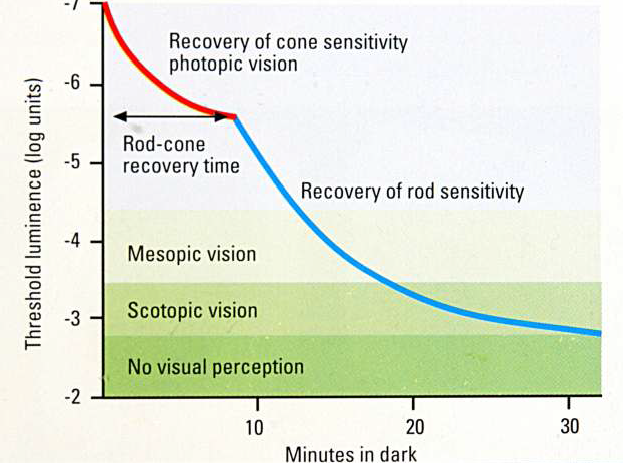 Threshold luminence (log units)
-7
-6
-5
-4
-3
-2
Recovery of cone sensitivity
photopic vision
Rod-cone
recovery time
Recovery of rod sensitivity
Mesopic vision
Scotopic vision
No visual perception
10
20
30
Minutes in dark